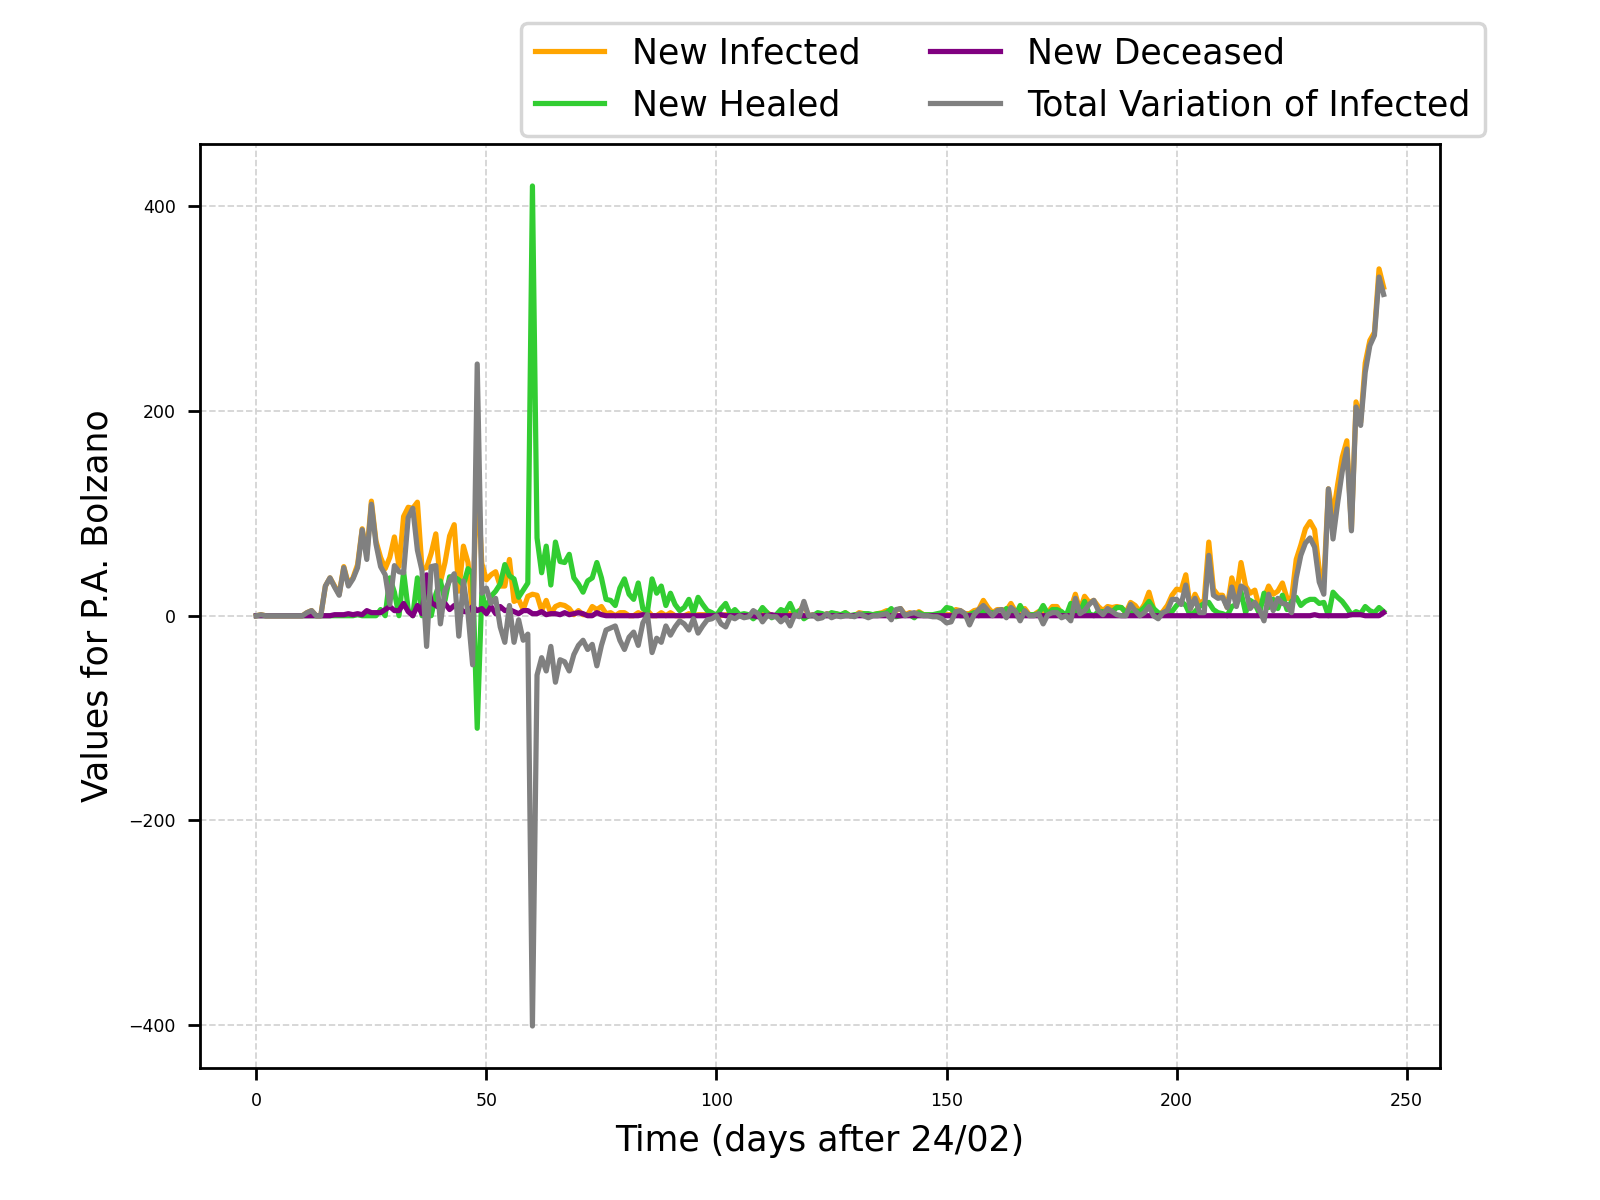 New Infected
New Healed
New Deceased
Total Variation of Infected
Values for P.A. Bolzano
400
200
0
−200
−400
0 50 100 150 200 250
Time (days after 24/02)